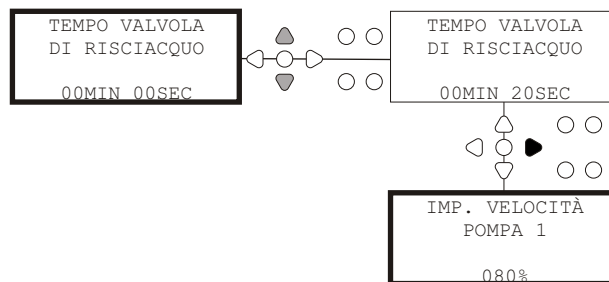 TEMPO VALVOLA
DI RISCIACQUO
00MIN 00SEC
TEMPO VALVOLA
DI RISCIACQUO
00MIN 20SEC
IMP. VELOCITÀ
POMPA 1
080%